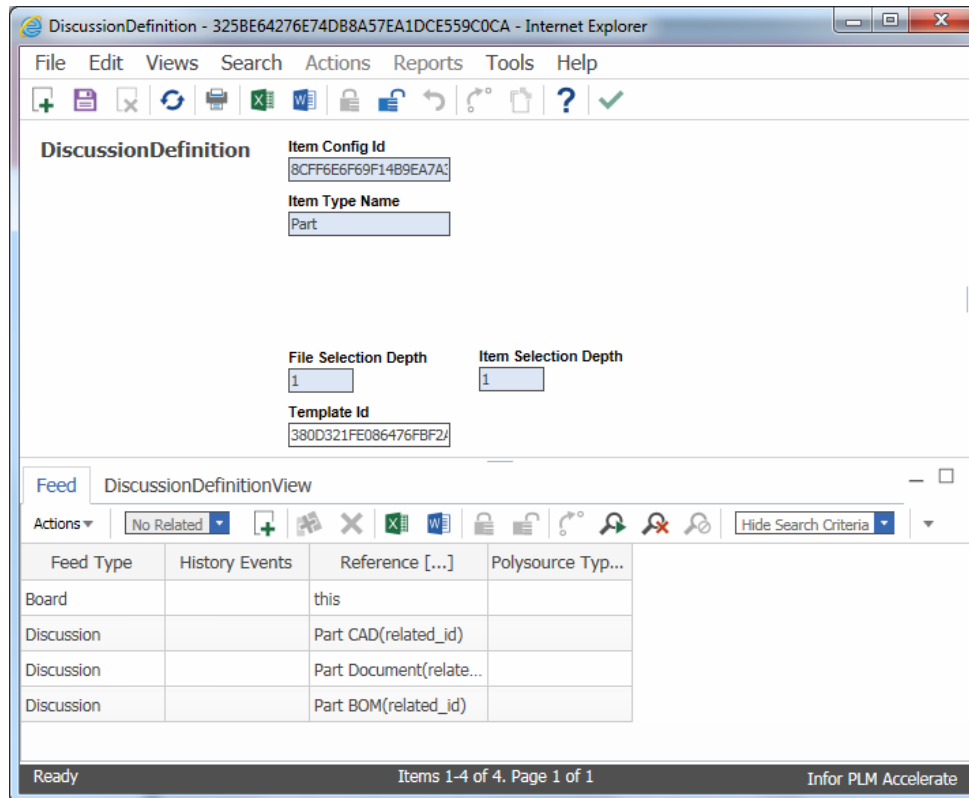 DiscussionDefinition - 325BE64276E74DB8A57EA1DCE559C0CA - Internet Explorer
File Edit Views Search Actions Reports Tools Help
DiscussionDefinition
Item Config Id
8CFF6E6F69F14B9EA7A3
Item Type Name
Part
File Selection Depth Item Selection Depth
1 1
Template Id
380D321FE086476FBF2A
Feed DiscussionDefinitionView
Actions No Related Hide Search Criteria
Feed Type History Events Reference [...] Polysource Typ...
Board this
Discussion Part CAD(related_id)
Discussion Part Document(relate...
Discussion Part BOM(related_id)
Ready Items 1-4 of 4. Page 1 of 1 Infor PLM Accelerate